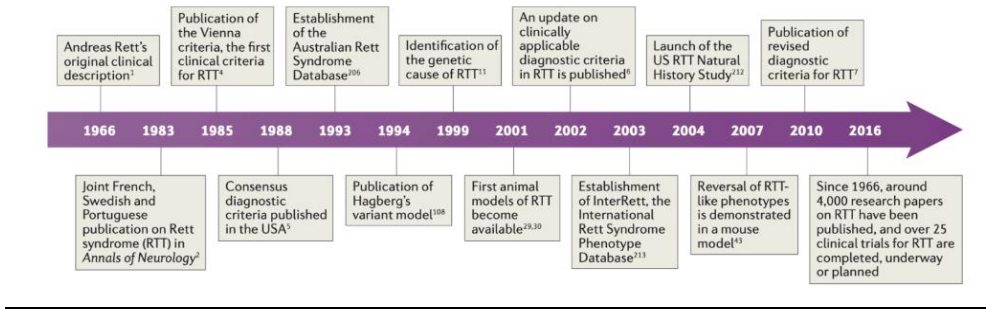 Andreas Rett's
original clinical
description¹
Publication of
the Vienna
criteria, the first
clinical criteria
for RTT⁴
Establishment
of the
Australian Rett
Syndrome
Database²⁰⁶
Identification of
the genetic
cause of RTT¹¹
An update on
clinically
applicable
diagnostic criteria
in RTT is published⁶
Launch of the
US RTT Natural
History Study²¹²
Publication of
revised
diagnostic
criteria for RTT⁷
1966 1983 1985 1988 1993 1994 1999 2001 2002 2003 2004 2007 2010 2016
Joint French,
Swedish and
Portuguese
publication on Rett
syndrome (RTT) in
Annals of Neurology²
Consensus
diagnostic
criteria published
in the USA⁵
Publication of
Hagberg's
variant model¹⁰⁸
First animal
models of RTT
become
available²⁹,³⁰
Establishment
of InterRett, the
International
Rett Syndrome
Phenotype
Database²¹³
Reversal of RTT-
like phenotypes
is demonstrated
in a mouse
model⁴³
Since 1966, around
4,000 research papers
on RTT have been
published, and over 25
clinical trials for RTT are
completed, underway
or planned